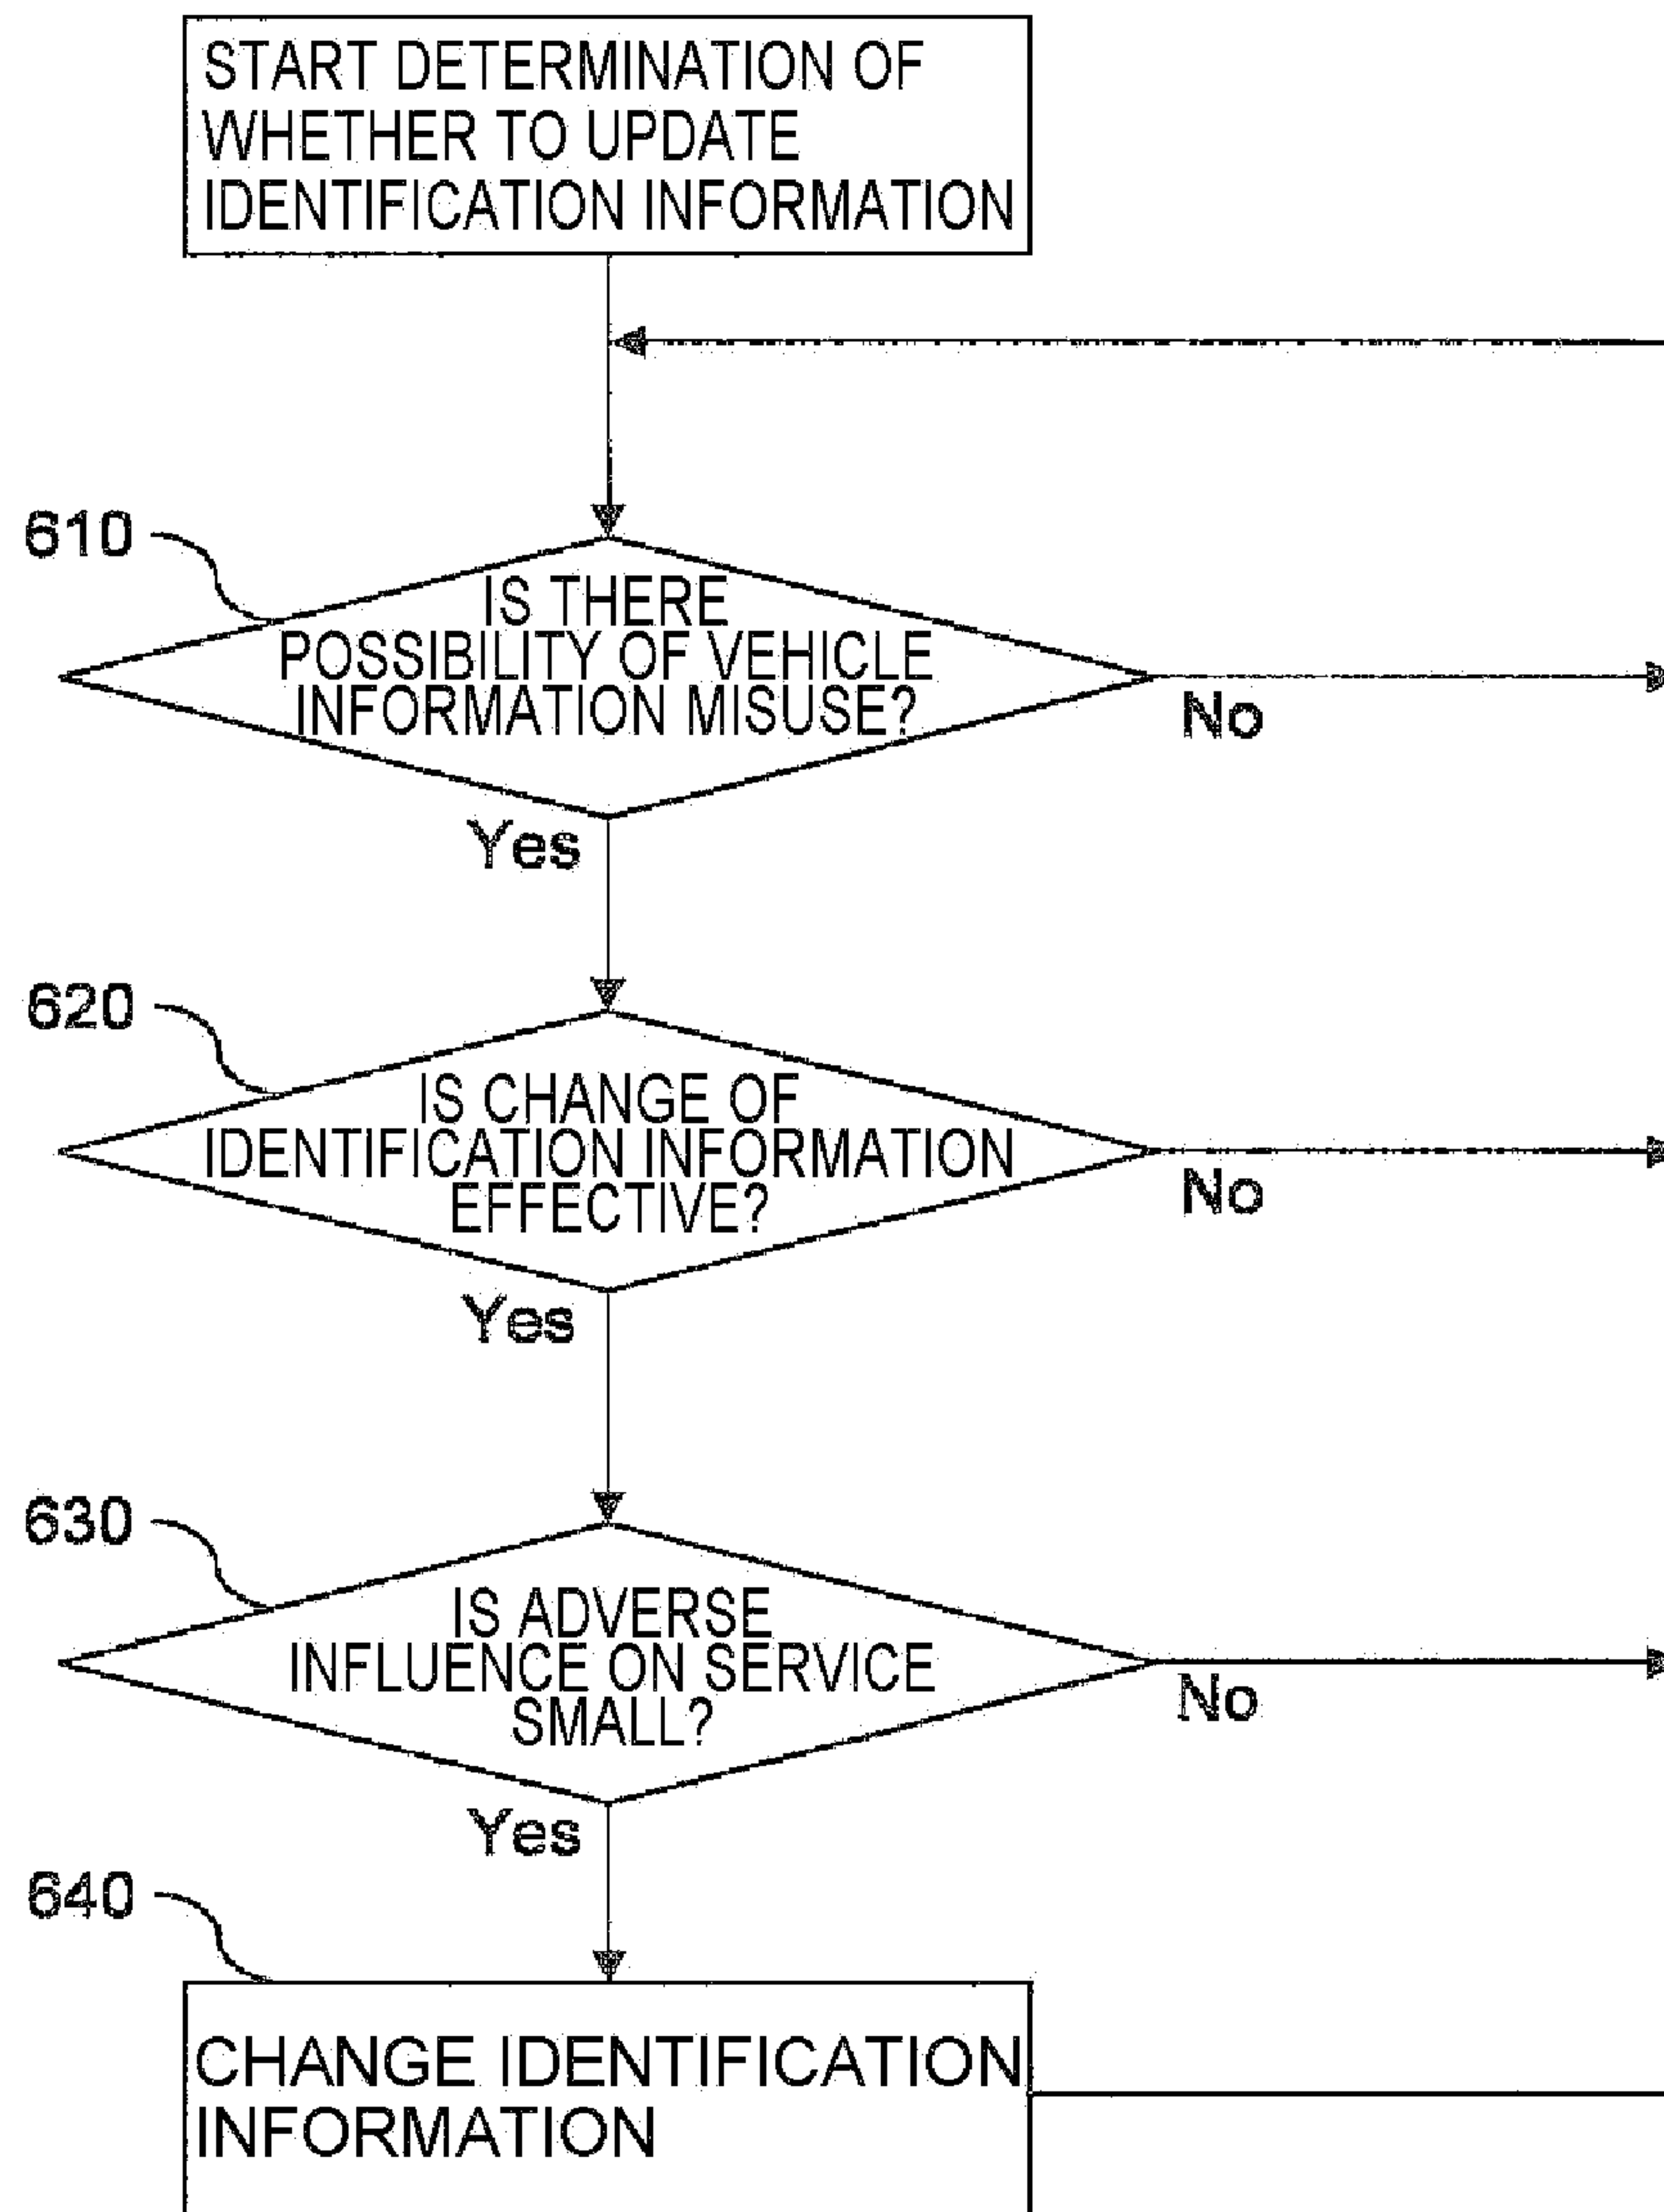 START DETERMINATION OF
WHETHER TO UPDATE
IDENTIFICATION INFORMATION
610
IS THERE
POSSIBILITY OF VEHICLE
INFORMATION MISUSE?
No
Yes
620
IS CHANGE OF
IDENTIFICATION INFORMATION
EFFECTIVE?
No
Yes
630
IS ADVERSE
INFLUENCE ON SERVICE
SMALL?
No
Yes
640
CHANGE IDENTIFICATION
INFORMATION